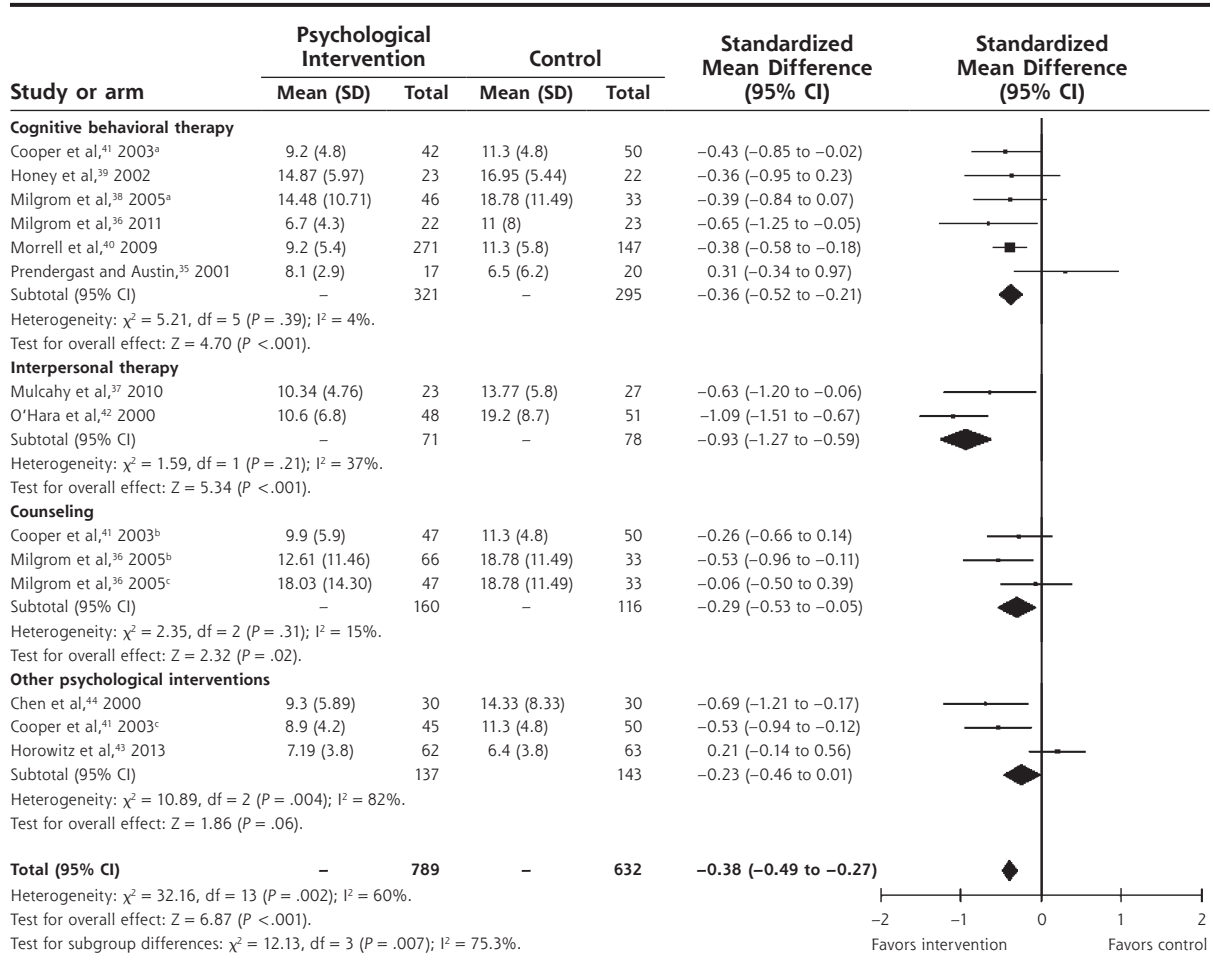 Psychological Intervention Control Standardized Mean Difference (95% CI) Standardized Mean Difference (95% CI)
Study or arm Mean (SD) Total Mean (SD) Total
Cognitive behavioral therapy
Cooper et al,⁴¹ 2003ᵃ 9.2 (4.8) 42 11.3 (4.8) 50 −0.43 (−0.85 to −0.02)
Honey et al,³⁹ 2002 14.87 (5.97) 23 16.95 (5.44) 22 −0.36 (−0.95 to 0.23)
Milgrom et al,³⁸ 2005ᵃ 14.48 (10.71) 46 18.78 (11.49) 33 −0.39 (−0.84 to 0.07)
Milgrom et al,³⁶ 2011 6.7 (4.3) 22 11 (8) 23 −0.65 (−1.25 to −0.05)
Morrell et al,⁴⁰ 2009 9.2 (5.4) 271 11.3 (5.8) 147 −0.38 (−0.58 to −0.18)
Prendergast and Austin,³⁵ 2001 8.1 (2.9) 17 6.5 (6.2) 20 0.31 (−0.34 to 0.97)
Subtotal (95% CI) – 321 – 295 −0.36 (−0.52 to −0.21)
Heterogeneity: χ² = 5.21, df = 5 (P = .39); I² = 4%.
Test for overall effect: Z = 4.70 (P <.001).
Interpersonal therapy
Mulcahy et al,³⁷ 2010 10.34 (4.76) 23 13.77 (5.8) 27 −0.63 (−1.20 to −0.06)
O'Hara et al,⁴² 2000 10.6 (6.8) 48 19.2 (8.7) 51 −1.09 (−1.51 to −0.67)
Subtotal (95% CI) – 71 – 78 −0.93 (−1.27 to −0.59)
Heterogeneity: χ² = 1.59, df = 1 (P = .21); I² = 37%.
Test for overall effect: Z = 5.34 (P <.001).
Counseling
Cooper et al,⁴¹ 2003ᵇ 9.9 (5.9) 47 11.3 (4.8) 50 −0.26 (−0.66 to 0.14)
Milgrom et al,³⁶ 2005ᵇ 12.61 (11.46) 66 18.78 (11.49) 33 −0.53 (−0.96 to −0.11)
Milgrom et al,³⁶ 2005ᶜ 18.03 (14.30) 47 18.78 (11.49) 33 −0.06 (−0.50 to 0.39)
Subtotal (95% CI) – 160 – 116 −0.29 (−0.53 to −0.05)
Heterogeneity: χ² = 2.35, df = 2 (P = .31); I² = 15%.
Test for overall effect: Z = 2.32 (P = .02).
Other psychological interventions
Chen et al,⁴⁴ 2000 9.3 (5.89) 30 14.33 (8.33) 30 −0.69 (−1.21 to −0.17)
Cooper et al,⁴¹ 2003ᶜ 8.9 (4.2) 45 11.3 (4.8) 50 −0.53 (−0.94 to −0.12)
Horowitz et al,⁴³ 2013 7.19 (3.8) 62 6.4 (3.8) 63 0.21 (−0.14 to 0.56)
Subtotal (95% CI) 137 143 −0.23 (−0.46 to 0.01)
Heterogeneity: χ² = 10.89, df = 2 (P = .004); I² = 82%.
Test for overall effect: Z = 1.86 (P = .06).
Total (95% CI) – 789 – 632 −0.38 (−0.49 to −0.27)
Heterogeneity: χ² = 32.16, df = 13 (P = .002); I² = 60%.
Test for overall effect: Z = 6.87 (P <.001).
Test for subgroup differences: χ² = 12.13, df = 3 (P = .007); I² = 75.3%.
−2 −1 0 1 2
Favors intervention Favors control